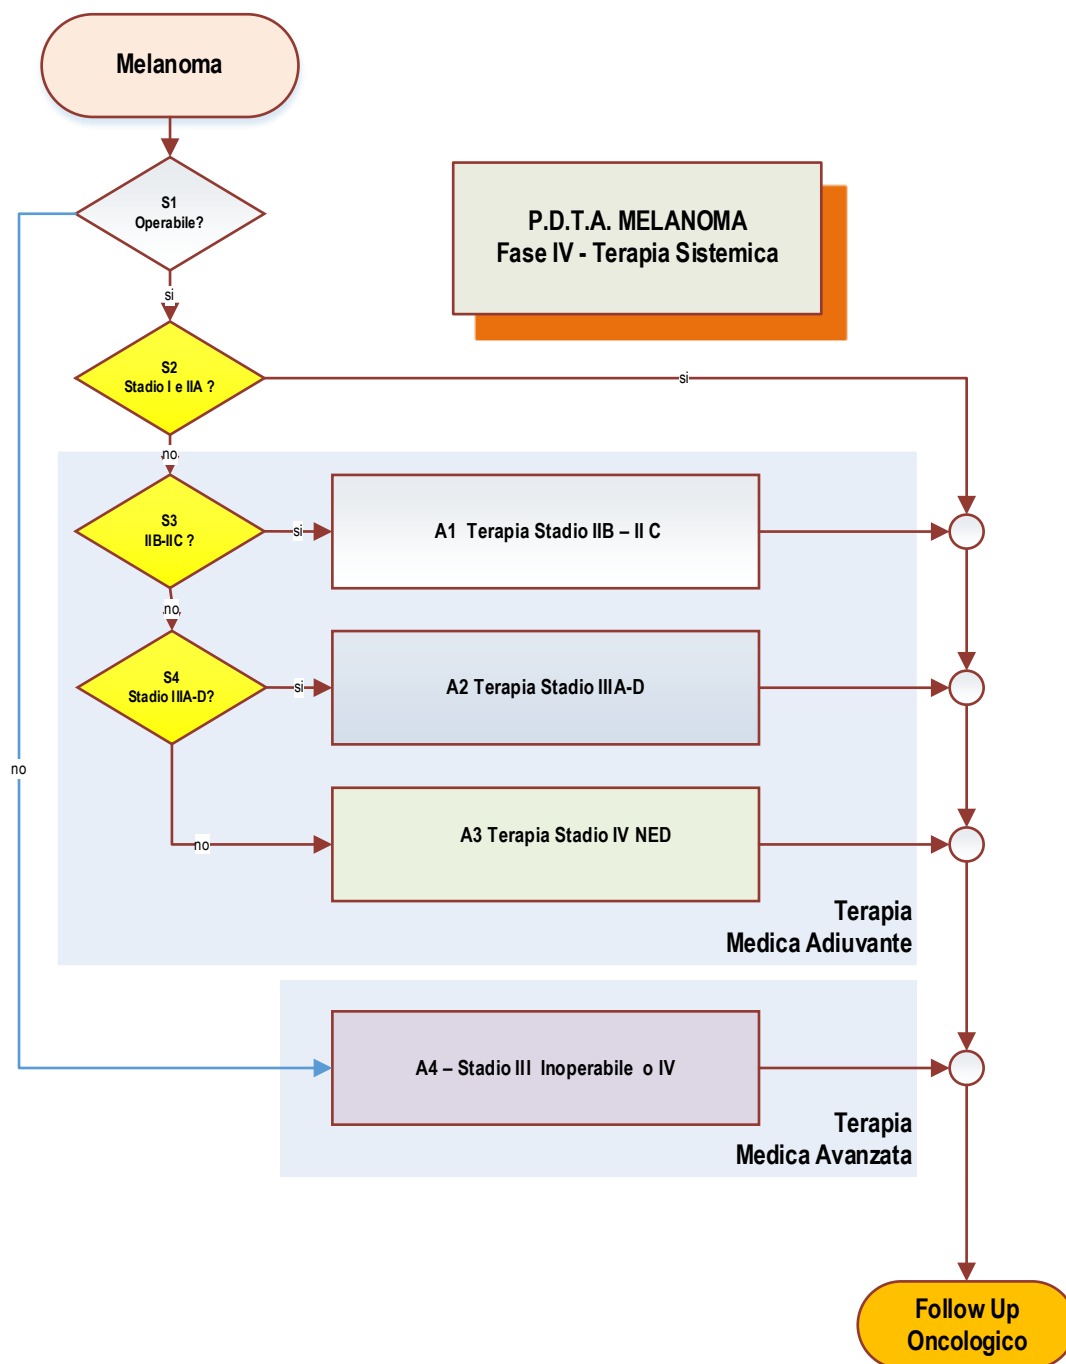 Melanoma
S1
Operabile?
P.D.T.A. MELANOMA
Fase IV - Terapia Sistemica
si
S2
Stadio I e IIA ?
si
no
S3
IIB-IIC ?
si
A1 Terapia Stadio IIB – II C
no
S4
Stadio IIIA-D?
si
A2 Terapia Stadio IIIA-D
no
no
A3 Terapia Stadio IV NED
Terapia
Medica Adiuvante
A4 – Stadio III Inoperabile o IV
Terapia
Medica Avanzata
Follow Up
Oncologico